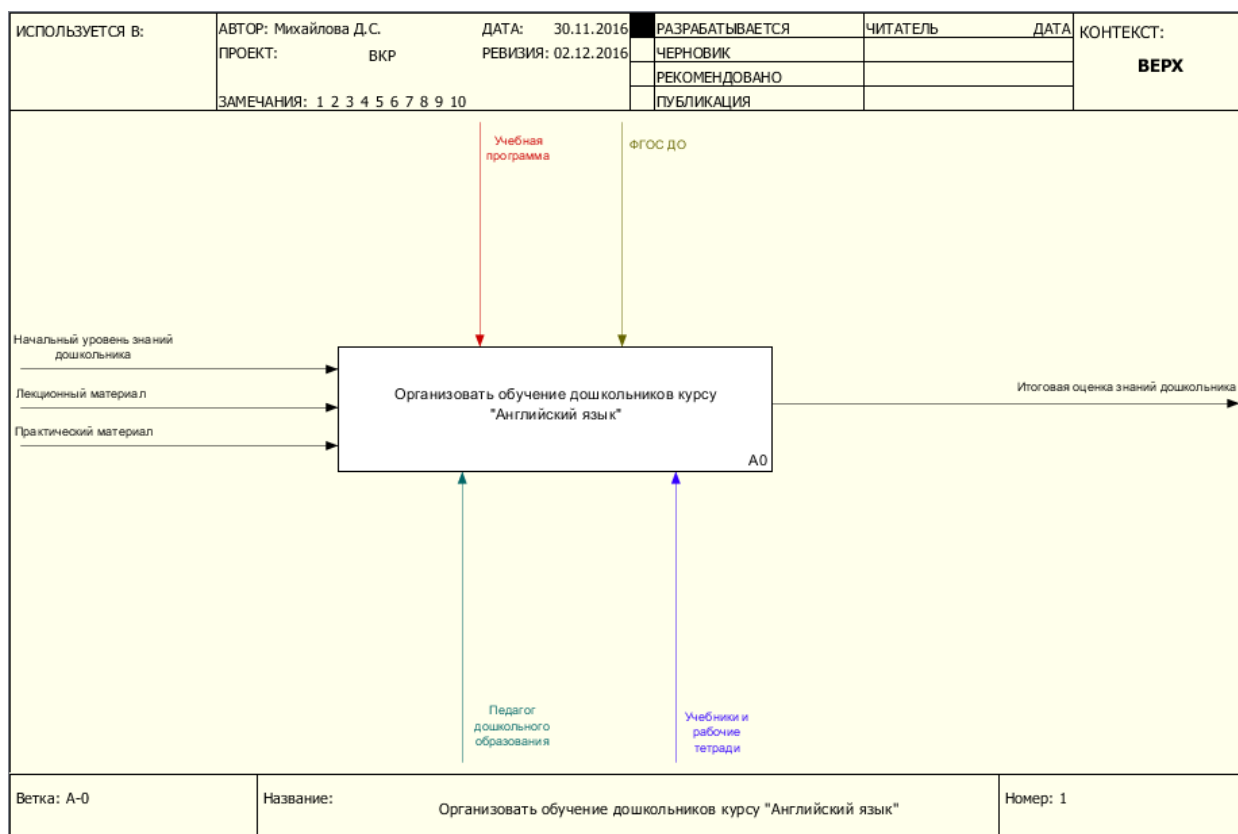 ИСПОЛЬЗУЕТСЯ В:
АВТОР: Михайлова Д.С.
ДАТА: 30.11.2016
РАЗРАБАТЫВАЕТСЯ
ЧИТАТЕЛЬ
ДАТА
КОНТЕКСТ:
ПРОЕКТ: ВКР
РЕВИЗИЯ: 02.12.2016
ЧЕРНОВИК
ВЕРХ
РЕКОМЕНДОВАНО
ЗАМЕЧАНИЯ: 1 2 3 4 5 6 7 8 9 10
ПУБЛИКАЦИЯ
Учебная
программа
ФГОС ДО
Начальный уровень знаний
дошкольника
Лекционный материал
Практический материал
Организовать обучение дошкольников курсу
"Английский язык"
A0
Итоговая оценка знаний дошкольника
Педагог
дошкольного
образования
Учебники и
рабочие
тетради
Ветка: A-0
Название:
Организовать обучение дошкольников курсу "Английский язык"
Номер: 1